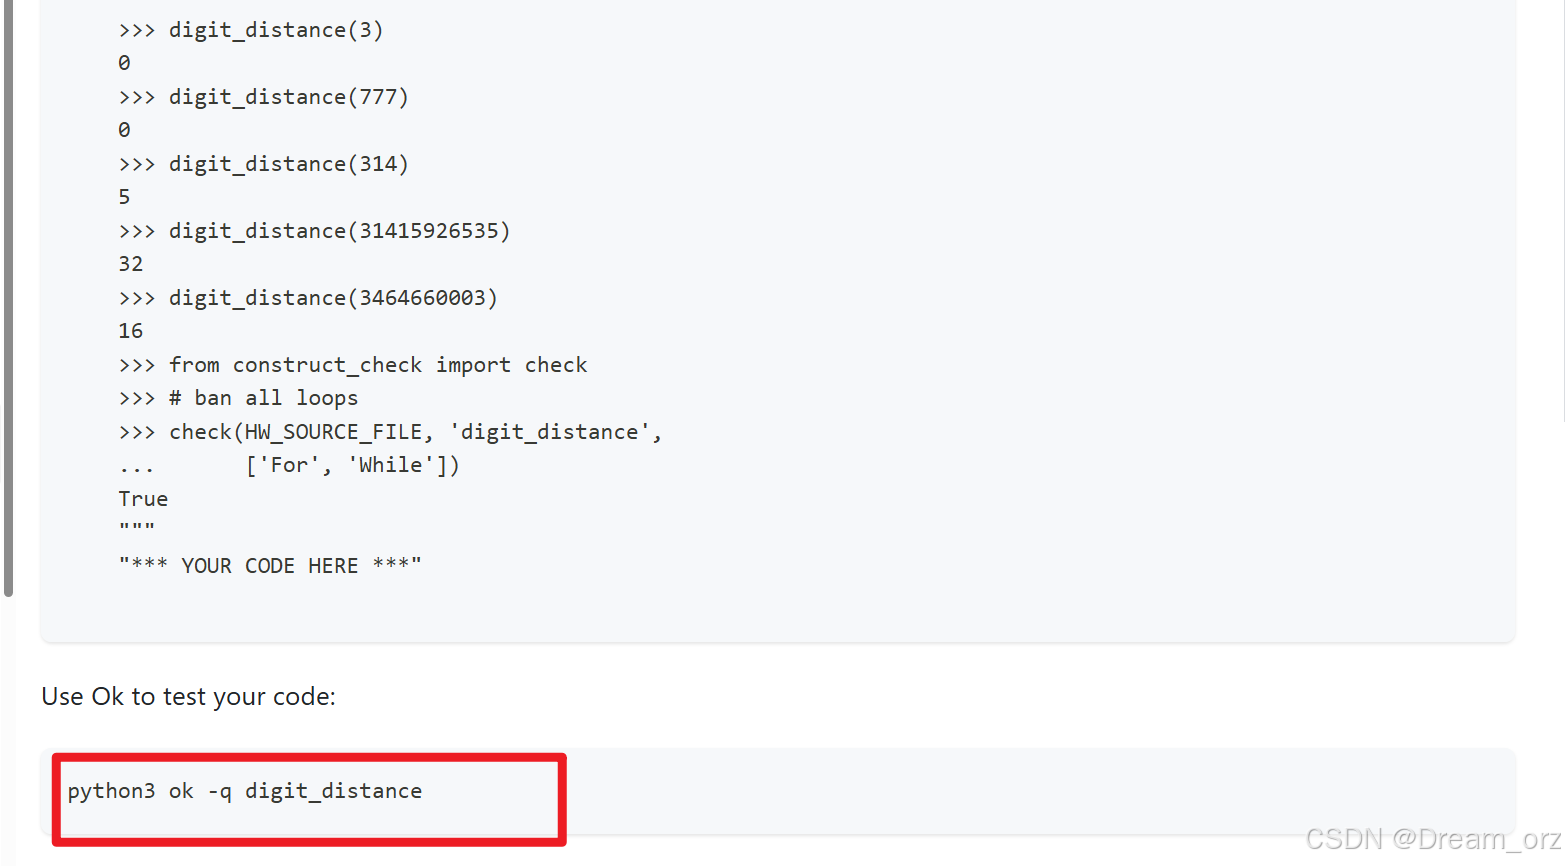 >>> digit_distance(3)
0
>>> digit_distance(777)
0
>>> digit_distance(314)
5
>>> digit_distance(31415926535)
32
>>> digit_distance(3464660003)
16
>>> from construct_check import check
>>> # ban all loops
>>> check(HW_SOURCE_FILE, 'digit_distance',
...       ['For', 'While'])
True
"""
"*** YOUR CODE HERE ***"
Use Ok to test your code:
python3 ok -q digit_distance
CSDN @Dream_orz